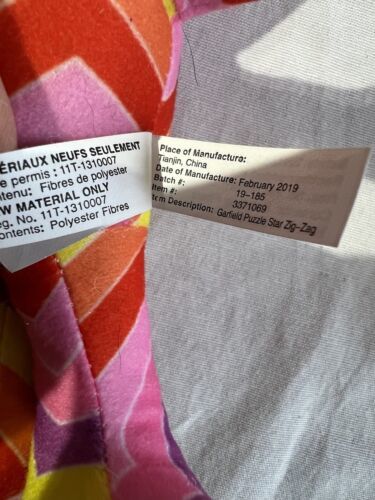 ÉRIAUX NEUFS SEULEMENT
e permis : 11T-1310007
tenu: Fibres de polyester
W MATERIAL ONLY
eg. No. 11T-1310007
ontents: Polyester Fibres
Place of Manufacture:
Tianjin, China
Date of Manufacture: February 2019
Batch #: 19-185
Item #: 3371069
Item Description: Garfield Puzzle Star Zig-Zag